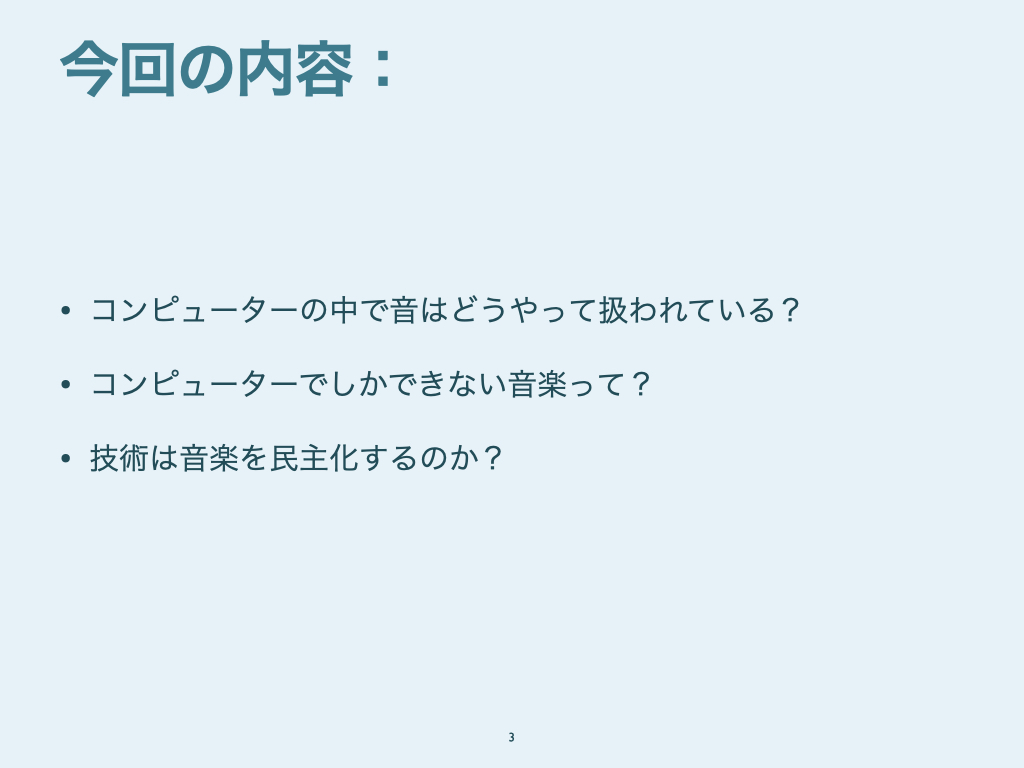 今回の内容：
• コンピューターの中で音はどうやって扱われている？
• コンピューターでしかできない音楽って？
• 技術は音楽を民主化するのか？
3